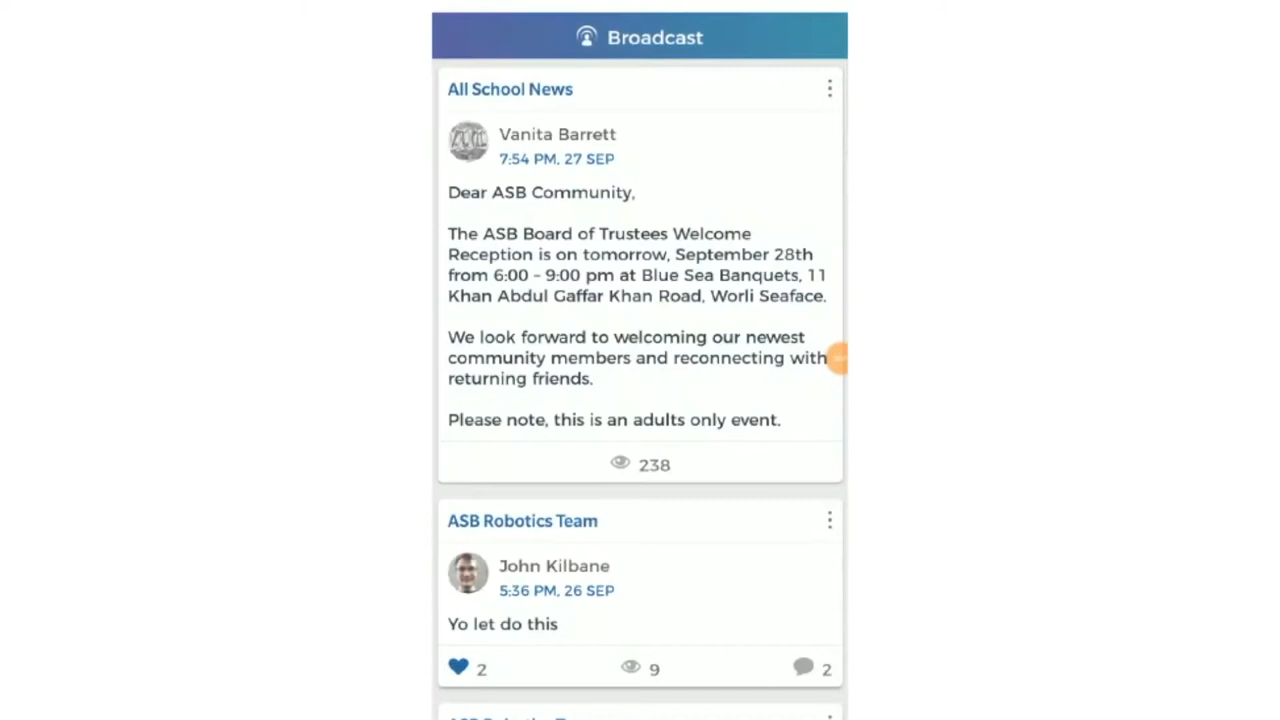 Broadcast
All School News
Vanita Barrett
7:54 PM, 27 SEP
Dear ASB Community,
The ASB Board of Trustees Welcome
Reception is on tomorrow, September 28th
from 6:00 – 9:00 pm at Blue Sea Banquets, 11
Khan Abdul Gaffar Khan Road, Worli Seaface.
We look forward to welcoming our newest
community members and reconnecting with
returning friends.
Please note, this is an adults only event.
238
ASB Robotics Team
John Kilbane
5:36 PM, 26 SEP
Yo let do this
2 9 2